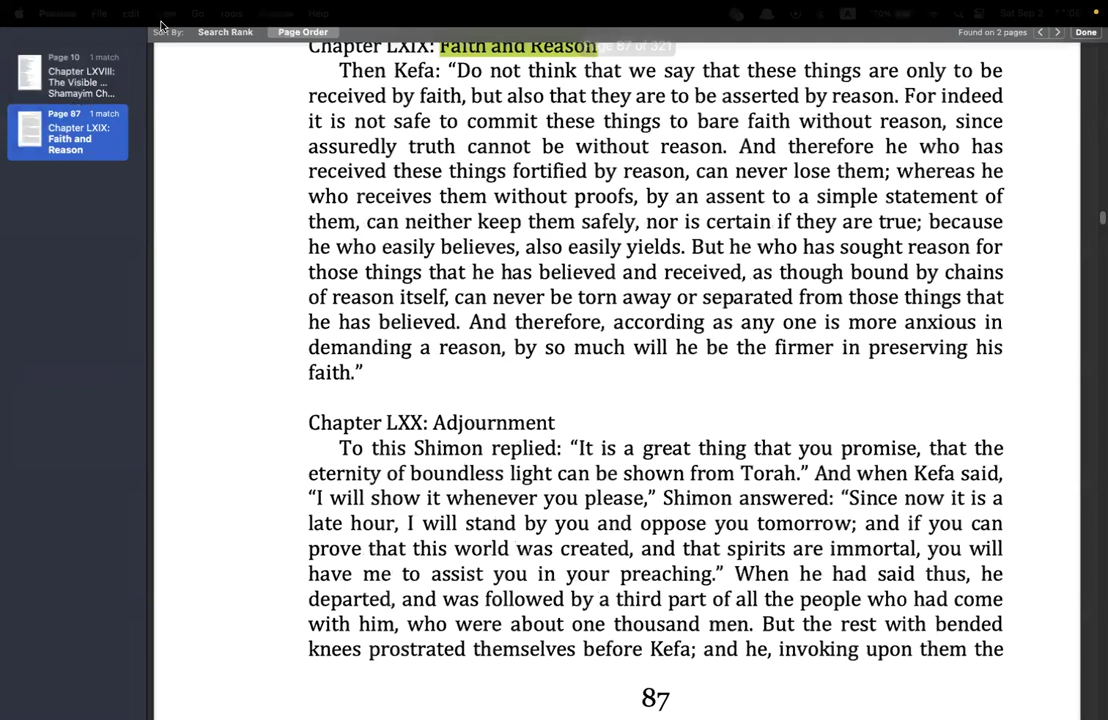 File Edit Go Tools Help
70% Sat Sep 2
Sort By: Search Rank Page Order
Found on 2 pages Done
Page 10 1 match
Chapter LXVIII:
The Visible ...
Shamayim Ch...
Page 87 1 match
Chapter LXIX:
Faith and
Reason
Page 87 of 321
Chapter LXIX: Faith and Reason
Then Kefa: “Do not think that we say that these things are only to be
received by faith, but also that they are to be asserted by reason. For indeed
it is not safe to commit these things to bare faith without reason, since
assuredly truth cannot be without reason. And therefore he who has
received these things fortified by reason, can never lose them; whereas he
who receives them without proofs, by an assent to a simple statement of
them, can neither keep them safely, nor is certain if they are true; because
he who easily believes, also easily yields. But he who has sought reason for
those things that he has believed and received, as though bound by chains
of reason itself, can never be torn away or separated from those things that
he has believed. And therefore, according as any one is more anxious in
demanding a reason, by so much will he be the firmer in preserving his
faith.”
Chapter LXX: Adjournment
To this Shimon replied: “It is a great thing that you promise, that the
eternity of boundless light can be shown from Torah.” And when Kefa said,
“I will show it whenever you please,” Shimon answered: “Since now it is a
late hour, I will stand by you and oppose you tomorrow; and if you can
prove that this world was created, and that spirits are immortal, you will
have me to assist you in your preaching.” When he had said thus, he
departed, and was followed by a third part of all the people who had come
with him, who were about one thousand men. But the rest with bended
knees prostrated themselves before Kefa; and he, invoking upon them the
87